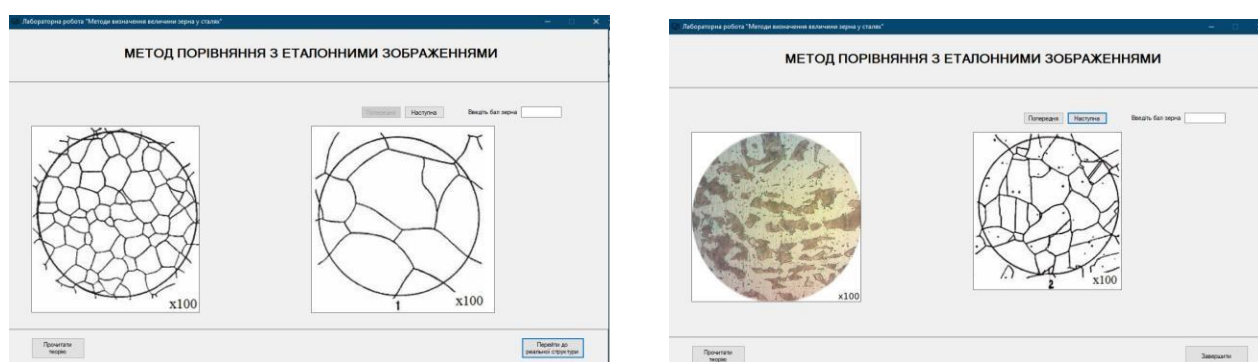 Лабораторна робота "Методи визначення величини зерна у сталях"
МЕТОД ПОРІВНЯННЯ З ЕТАЛОННИМИ ЗОБРАЖЕННЯМИ
Попередня Наступна Введіть бал зерна
x100
1
x100
Прочитати
теорію
Перейти до
реальної структури
Лабораторна робота "Методи визначення величини зерна у сталях"
МЕТОД ПОРІВНЯННЯ З ЕТАЛОННИМИ ЗОБРАЖЕННЯМИ
Попередня Наступна Введіть бал зерна
x100
2
x100
Прочитати
теорію
Завершити